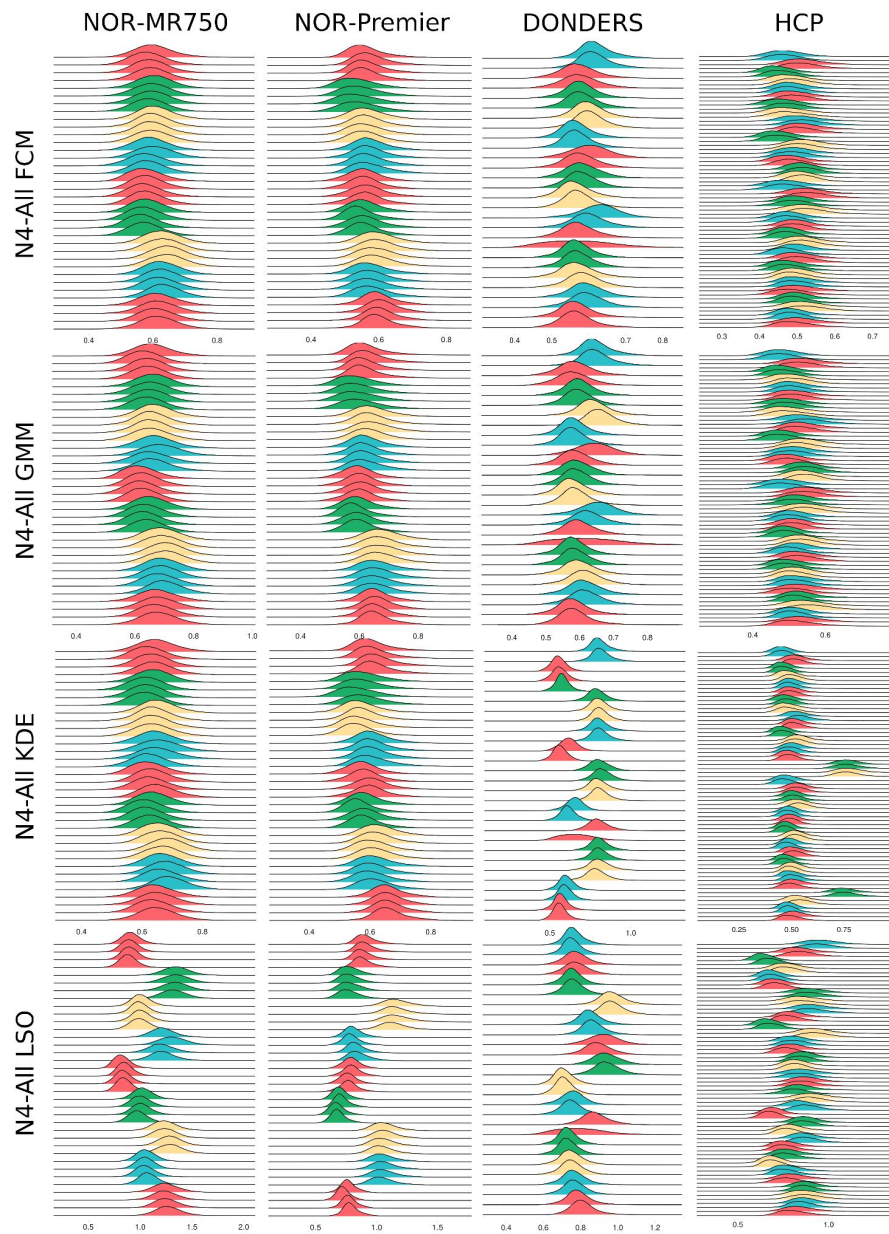 NOR-MR750 NOR-Premier DONDERS HCP
N4-All FCM
0.4 0.6 0.8 0.4 0.6 0.8 0.4 0.5 0.6 0.7 0.8 0.3 0.4 0.5 0.6 0.7
N4-All GMM
0.4 0.6 0.8 1.0 0.4 0.6 0.8 0.4 0.5 0.6 0.7 0.8 0.4 0.6
N4-All KDE
0.4 0.6 0.8 0.4 0.6 0.8 0.5 1.0 0.25 0.50 0.75
N4-All LSO
0.5 1.0 1.5 2.0 0.5 1.0 1.5 0.4 0.6 0.8 1.0 1.2 0.5 1.0